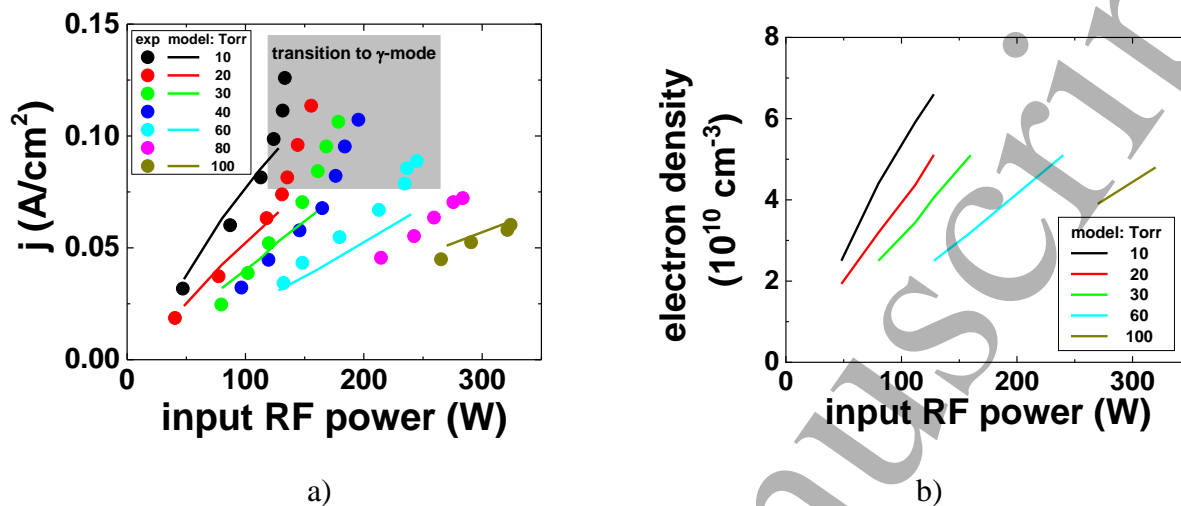 a)
0.15
0.10
0.05
0.00
j (A/cm²)
exp model: Torr
10
20
30
40
60
80
100
transition to γ-mode
0 100 200 300
input RF power (W)
a)
8
6
4
2
0
electron density
(10¹⁰ cm⁻³)
model: Torr
10
20
30
60
100
0 100 200 300
input RF power (W)
b)
b)
nuscrip